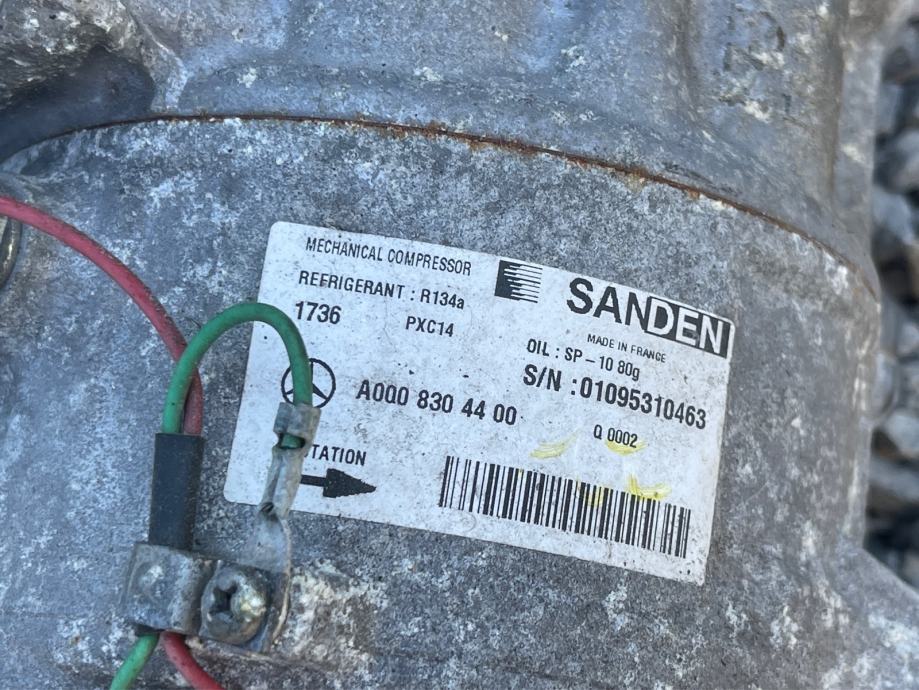 MECHANICAL COMPRESSOR
REFRIGERANT : R134a
1736 PXC14
SANDEN
MADE IN FRANCE
OIL : SP-10 80g
S/N :01095310463
A000 830 44 00
Q 0002
TATION